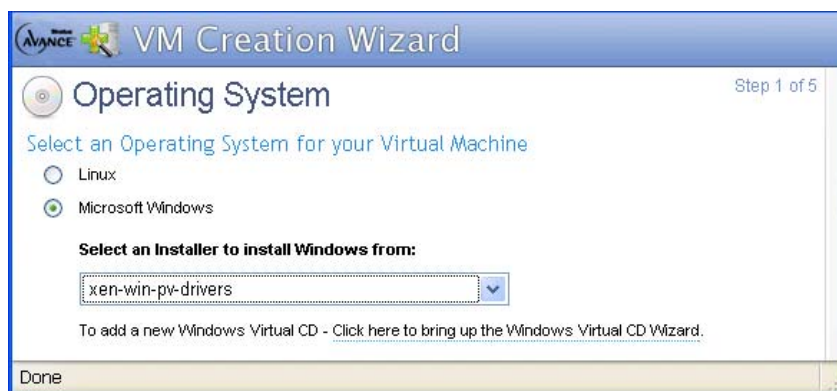 AVANCE VM Creation Wizard
Operating System
Step 1 of 5
Select an Operating System for your Virtual Machine
Linux
Microsoft Windows
Select an Installer to install Windows from:
xen-win-pv-drivers
To add a new Windows Virtual CD - Click here to bring up the Windows Virtual CD Wizard.
Done